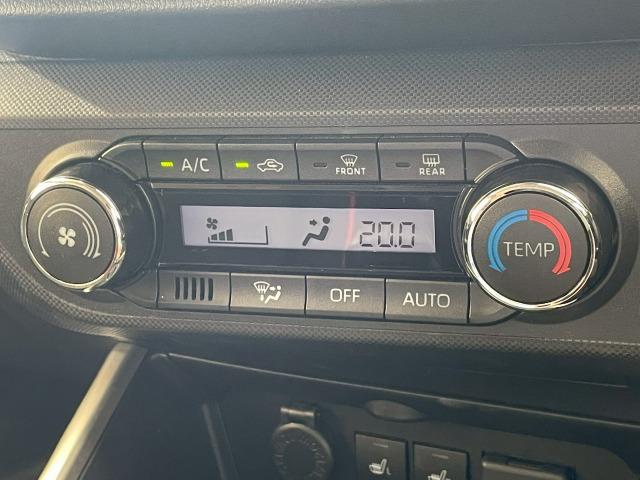 A/C
FRONT
REAR
20.0
TEMP
OFF
AUTO